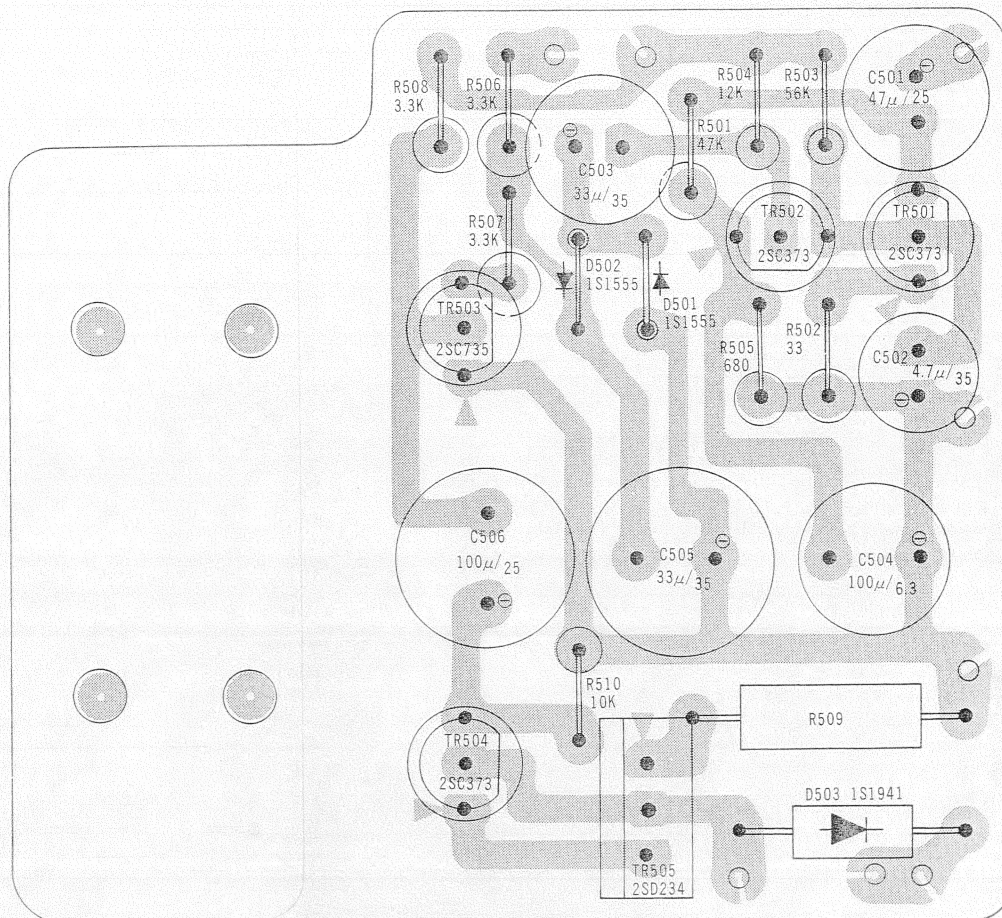 R508
3.3K
R506
3.3K
R504
12K
R503
56K
C501
47μ/25
R501
47K
C503
33μ/35
R507
3.3K
TR502
2SC373
TR501
2SC373
D502
1S1555
D501
1S1555
TR503
2SC735
R505
680
R502
33
C502
4.7μ/35
C506
100μ/25
C505
33μ/35
C504
100μ/6.3
R510
10K
R509
TR504
2SC373
D503 1S1941
TR505
2SD234